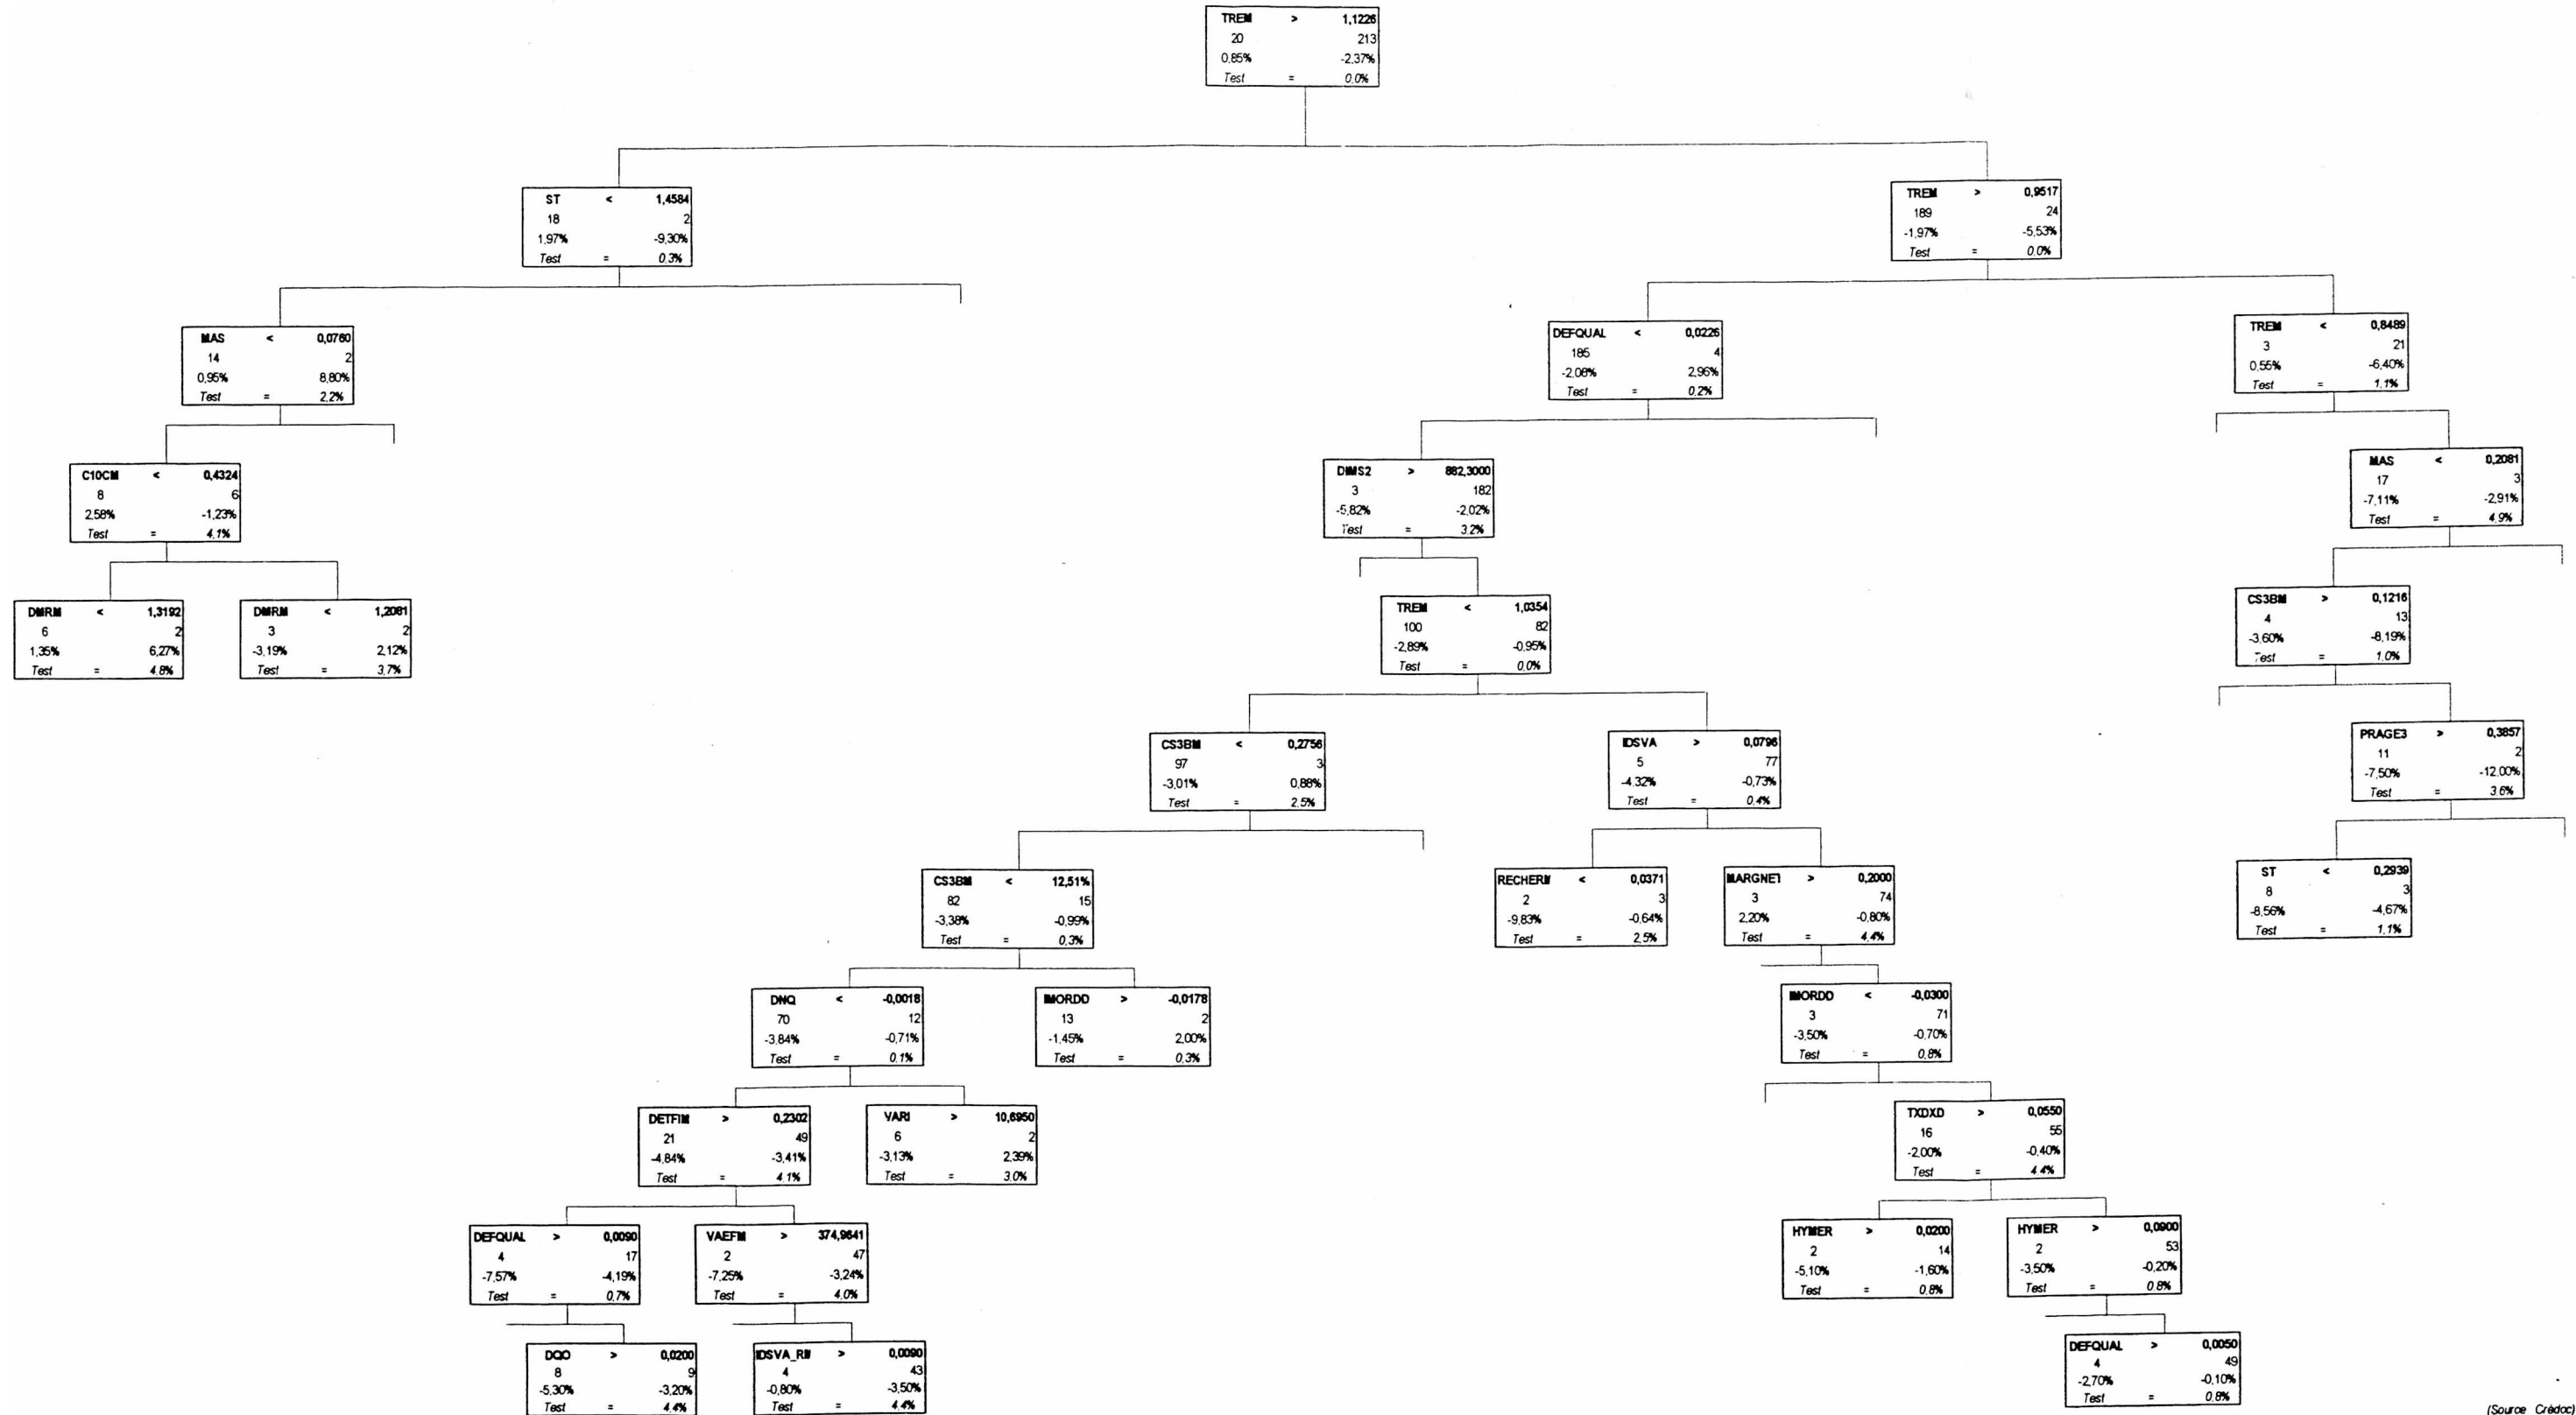 TREM > 1,1226
20 213
0,85% -2,37%
Test = 0,0%
ST < 1,4584
18 2
1,97% -9,30%
Test = 0,3%
TREM > 0,9517
189 24
-1,97% -5,53%
Test = 0,0%
MAS < 0,0760
14 2
0,95% 8,80%
Test = 2,2%
DEFQUAL < 0,0226
185 4
-2,08% 2,96%
Test = 0,2%
TREM < 0,8489
3 21
0,55% -6,40%
Test = 1,1%
C10CM < 0,4324
8 6
2,58% -1,23%
Test = 4,1%
DIMS2 > 882,3000
3 182
-5,82% -2,02%
Test = 3,2%
MAS < 0,2081
17 3
-7,11% -2,91%
Test = 4,9%
DMRM < 1,3192
6 2
1,35% 6,27%
Test = 4,8%
DMRM < 1,2081
3 2
-3,19% 2,12%
Test = 3,7%
TREM < 1,0354
100 82
-2,89% -0,95%
Test = 0,0%
CS3BM > 0,1216
4 13
-3,60% -8,19%
Test = 1,0%
CS3BM < 0,2756
97 3
-3,01% 0,88%
Test = 2,5%
IDSVA > 0,0796
5 77
-4,32% -0,73%
Test = 0,4%
PRAGE3 > 0,3857
11 2
-7,50% -12,00%
Test = 3,6%
CS3BM < 12,51%
82 15
-3,38% -0,99%
Test = 0,3%
RECHERM < 0,0371
2 3
-9,83% -0,64%
Test = 2,5%
MARGNET > 0,2000
3 74
2,20% -0,80%
Test = 4,4%
ST < 0,2939
8 3
-8,56% -4,67%
Test = 1,1%
DNQ < -0,0018
70 12
-3,84% -0,71%
Test = 0,1%
IMORDD > -0,0178
13 2
-1,45% 2,00%
Test = 0,3%
IMORDD < -0,0300
3 71
-3,50% -0,70%
Test = 0,8%
DETFIM > 0,2302
21 49
-4,84% -3,41%
Test = 4,1%
VARI > 10,6950
6 2
-3,13% 2,39%
Test = 3,0%
TXDXD > 0,0550
16 55
-2,00% -0,40%
Test = 4,4%
DEFQUAL > 0,0090
4 17
-7,57% -4,19%
Test = 0,7%
VAEFM > 374,9641
2 47
-7,25% -3,24%
Test = 4,0%
HYMER > 0,0200
2 14
-5,10% -1,60%
Test = 0,8%
HYMER > 0,0900
2 53
-3,50% -0,20%
Test = 0,8%
DQO > 0,0200
8 9
-5,30% -3,20%
Test = 4,4%
IDSVA_RM > 0,0090
4 43
-0,80% -3,50%
Test = 4,4%
DEFQUAL > 0,0050
4 49
-2,70% -0,10%
Test = 0,8%
(Source Crédoc)